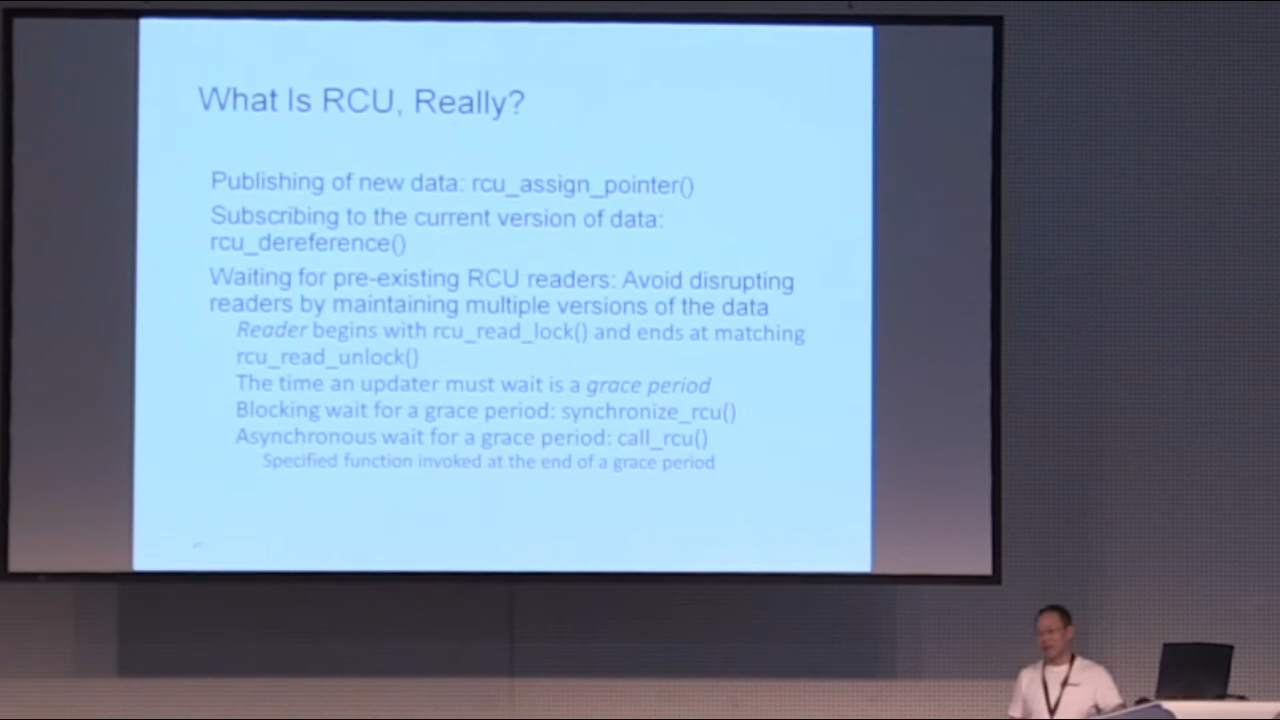 What Is RCU, Really?
Publishing of new data: rcu_assign_pointer()
Subscribing to the current version of data:
rcu_dereference()
Waiting for pre-existing RCU readers: Avoid disrupting
readers by maintaining multiple versions of the data
Reader begins with rcu_read_lock() and ends at matching
rcu_read_unlock()
The time an updater must wait is a grace period
Blocking wait for a grace period: synchronize_rcu()
Asynchronous wait for a grace period: call_rcu()
Specified function invoked at the end of a grace period